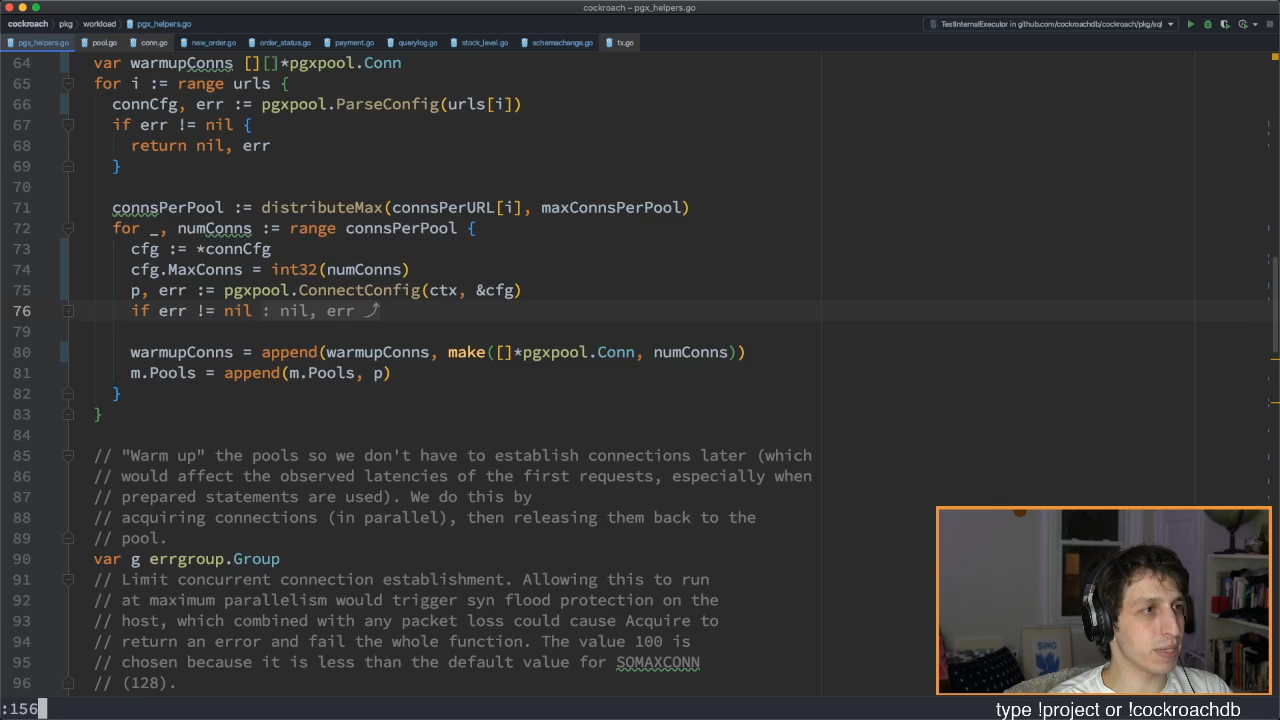 cockroach – pgx_helpers.go
cockroach pkg workload pgx_helpers.go
TestInternalExecutor in github.com/cockroachdb/cockroach/pkg/sql
pgx_helpers.go pool.go conn.go new_order.go order_status.go payment.go querylog.go stock_level.go schemachange.go tx.go
64 var warmupConns [][]*pgxpool.Conn
65 for i := range urls {
66 connCfg, err := pgxpool.ParseConfig(urls[i])
67 if err != nil {
68 return nil, err
69 }
70
71 connsPerPool := distributeMax(connsPerURL[i], maxConnsPerPool)
72 for _, numConns := range connsPerPool {
73 cfg := *connCfg
74 cfg.MaxConns = int32(numConns)
75 p, err := pgxpool.ConnectConfig(ctx, &cfg)
76 if err != nil : nil, err
79
80 warmupConns = append(warmupConns, make([]*pgxpool.Conn, numConns))
81 m.Pools = append(m.Pools, p)
82 }
83 }
84
85 // "Warm up" the pools so we don't have to establish connections later (which
86 // would affect the observed latencies of the first requests, especially when
87 // prepared statements are used). We do this by
88 // acquiring connections (in parallel), then releasing them back to the
89 // pool.
90 var g errgroup.Group
91 // Limit concurrent connection establishment. Allowing this to run
92 // at maximum parallelism would trigger syn flood protection on the
93 // host, which combined with any packet loss could cause Acquire to
94 // return an error and fail the whole function. The value 100 is
95 // chosen because it is less than the default value for SOMAXCONN
96 // (128).
:156
type !project or !cockroachdb